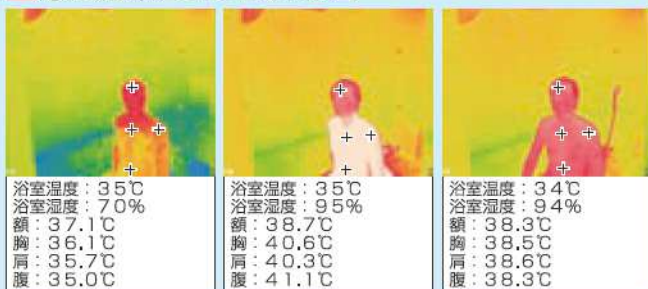 浴室温度：35℃
浴室湿度：70%
額：37.1℃
胸：36.1℃
肩：35.7℃
腹：35.0℃
浴室温度：35℃
浴室湿度：95%
額：38.7℃
胸：40.6℃
肩：40.3℃
腹：41.1℃
浴室温度：34℃
浴室湿度：94%
額：38.3℃
胸：38.5℃
肩：38.6℃
腹：38.3℃